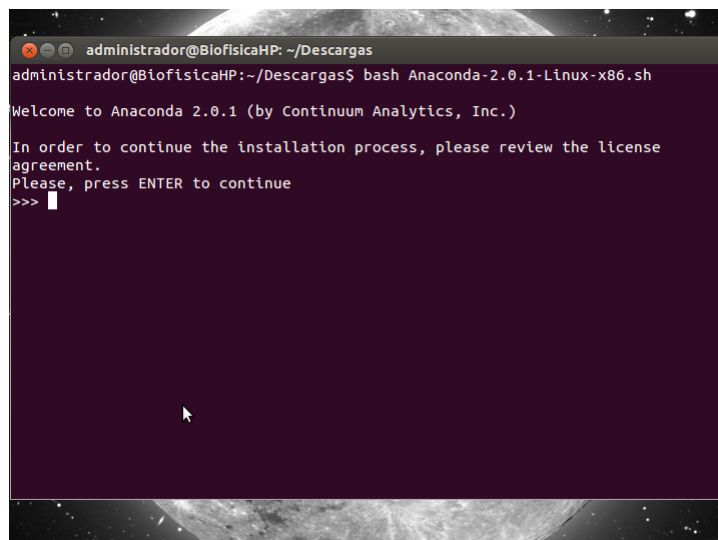 administrador@BiofisicaHP: ~/Descargas
administrador@BiofisicaHP:~/Descargas$ bash Anaconda-2.0.1-Linux-x86.sh
Welcome to Anaconda 2.0.1 (by Continuum Analytics, Inc.)
In order to continue the installation process, please review the license
agreement.
Please, press ENTER to continue
>>>